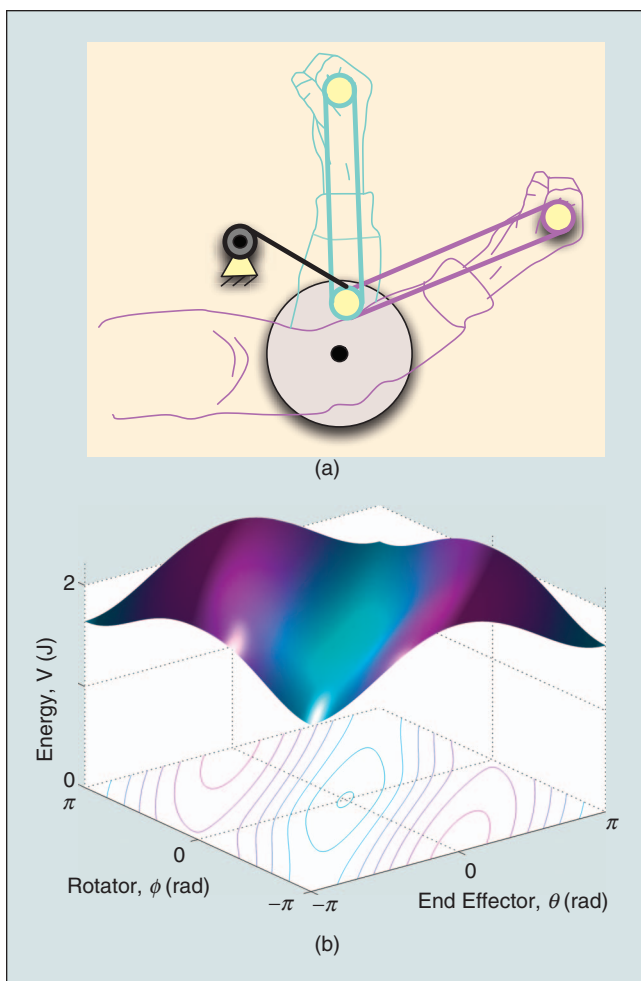 (a)
2
Energy, V (J)
0
π
0
Rotator, ϕ (rad)
−π
−π
0
End Effector, θ (rad)
π
(b)